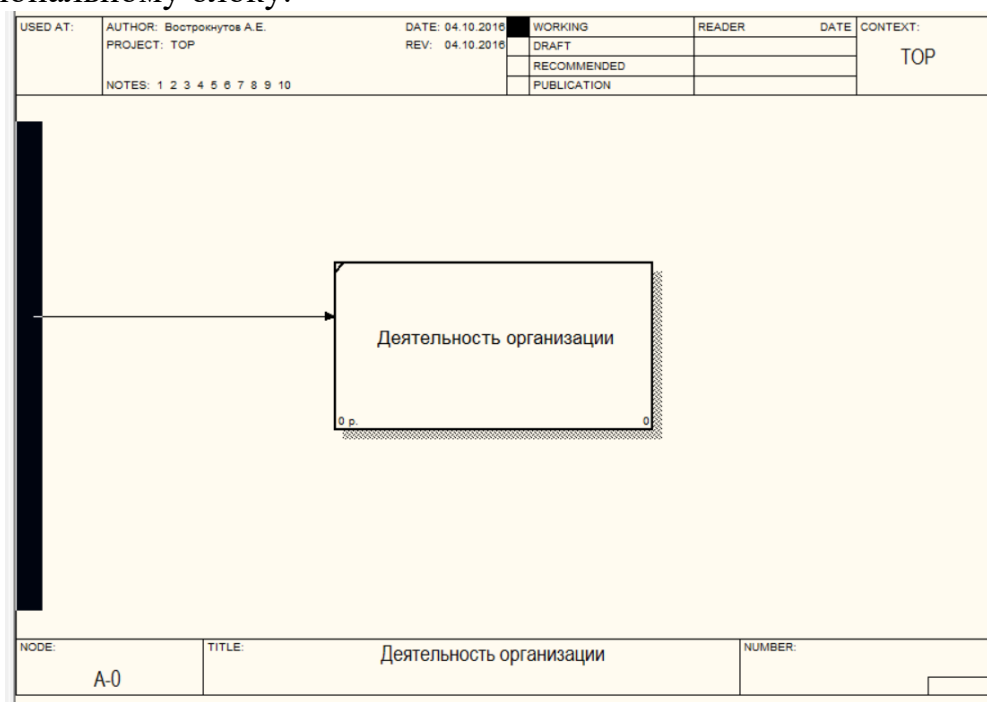 USED AT:
AUTHOR: Вострокнутов А.Е.
DATE: 04.10.2016
PROJECT: TOP
REV: 04.10.2016
NOTES: 1 2 3 4 5 6 7 8 9 10
WORKING
DRAFT
RECOMMENDED
PUBLICATION
READER DATE
CONTEXT:
TOP
Деятельность организации
0 р. 0
NODE:
A-0
TITLE:
Деятельность организации
NUMBER: